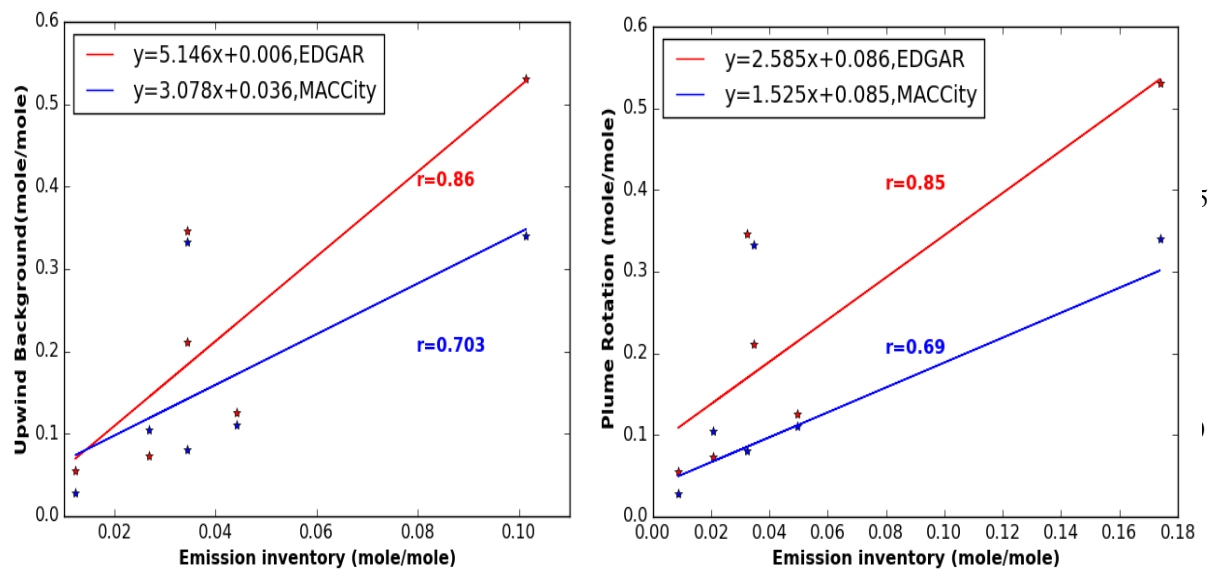 0.6
0.5
0.4
0.3
0.2
0.1
0.0
Upwind Background(mole/mole)
y=5.146x+0.006,EDGAR
y=3.078x+0.036,MACCity
r=0.86
r=0.703
0.02 0.04 0.06 0.08 0.10
Emission inventory (mole/mole)
0.6
0.5
0.4
0.3
0.2
0.1
0.0
Plume Rotation (mole/mole)
y=2.585x+0.086,EDGAR
y=1.525x+0.085,MACCity
r=0.85
r=0.69
0.00 0.02 0.04 0.06 0.08 0.10 0.12 0.14 0.16 0.18
Emission inventory (mole/mole)